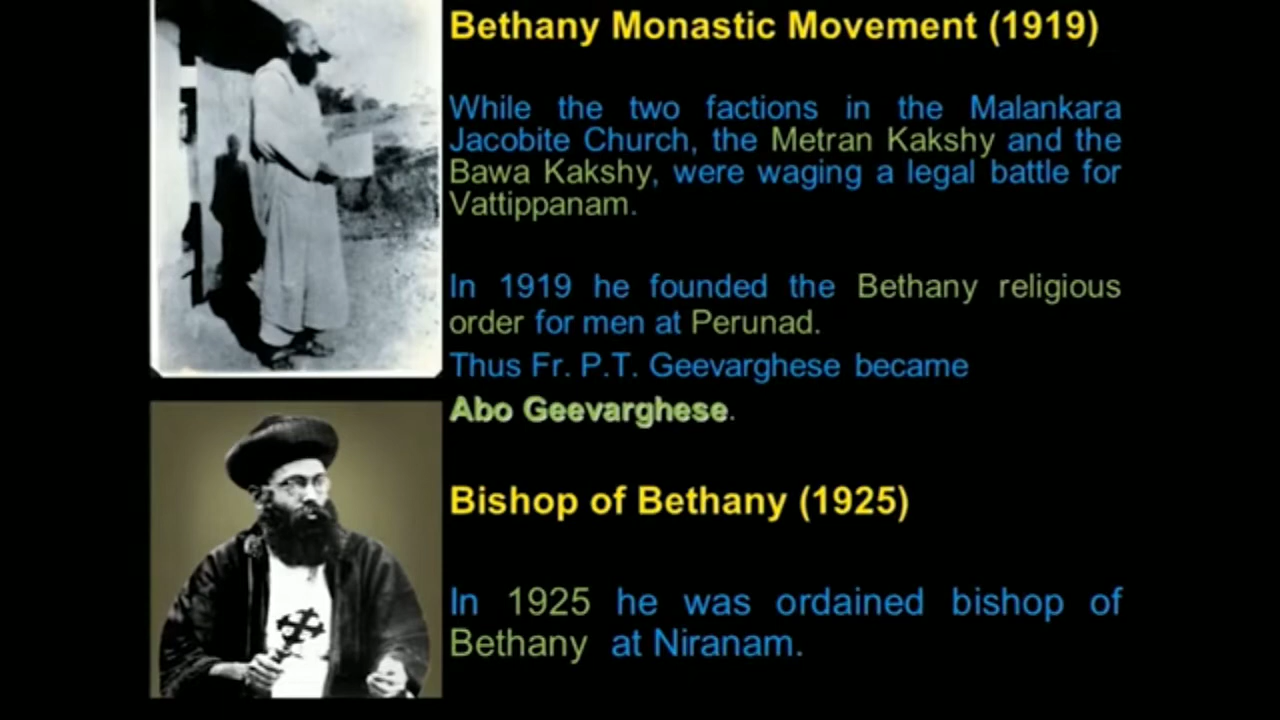 Bethany Monastic Movement (1919)
While the two factions in the Malankara
Jacobite Church, the Metran Kakshy and the
Bawa Kakshy, were waging a legal battle for
Vattippanam.
In 1919 he founded the Bethany religious
order for men at Perunad.
Thus Fr. P.T. Geevarghese became
Abo Geevarghese.
Bishop of Bethany (1925)
In 1925 he was ordained bishop of
Bethany at Niranam.